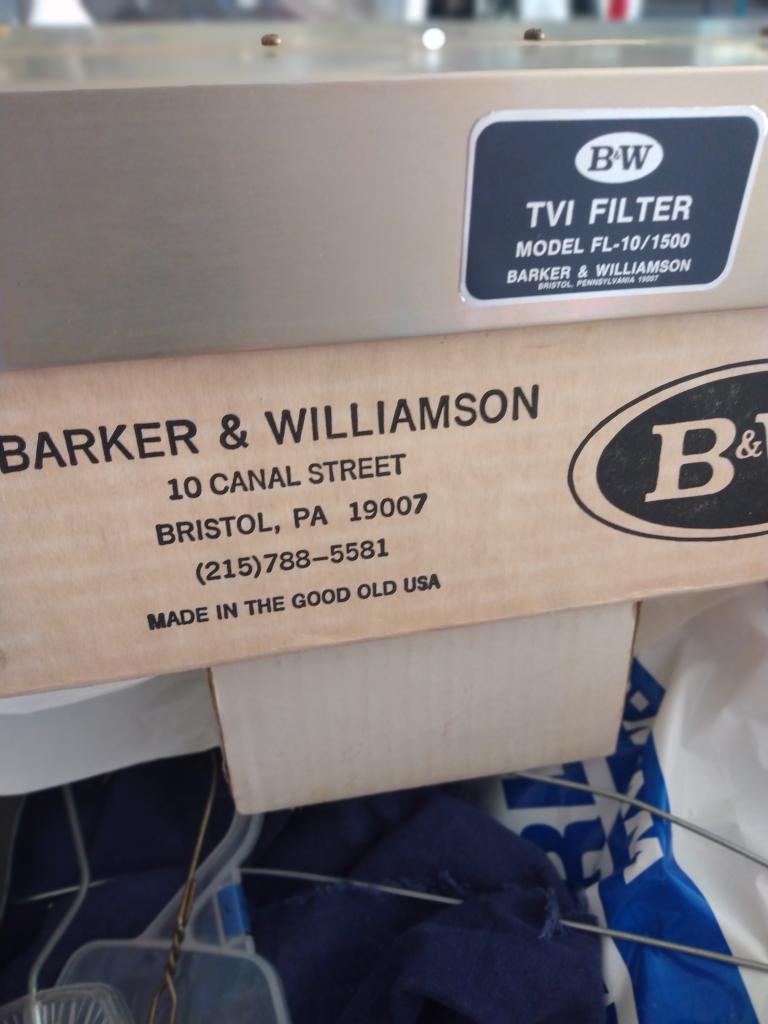 B&W
TVI FILTER
MODEL FL-10/1500
BARKER & WILLIAMSON
BRISTOL, PENNSYLVANIA 19007
BARKER & WILLIAMSON
10 CANAL STREET
BRISTOL, PA 19007
(215)788-5581
MADE IN THE GOOD OLD USA
B&